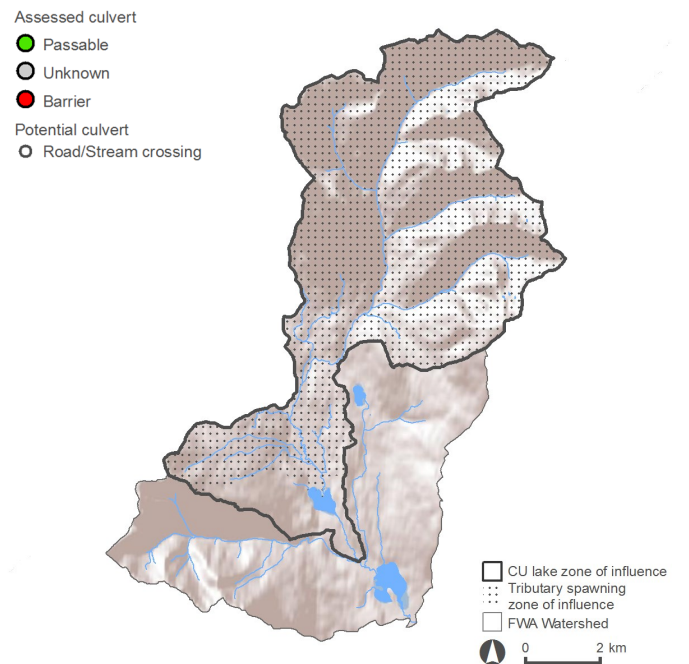 Assessed culvert
Passable
Unknown
Barrier
Potential culvert
Road/Stream crossing
CU lake zone of influence
Tributary spawning
zone of influence
FWA Watershed
0 2 km